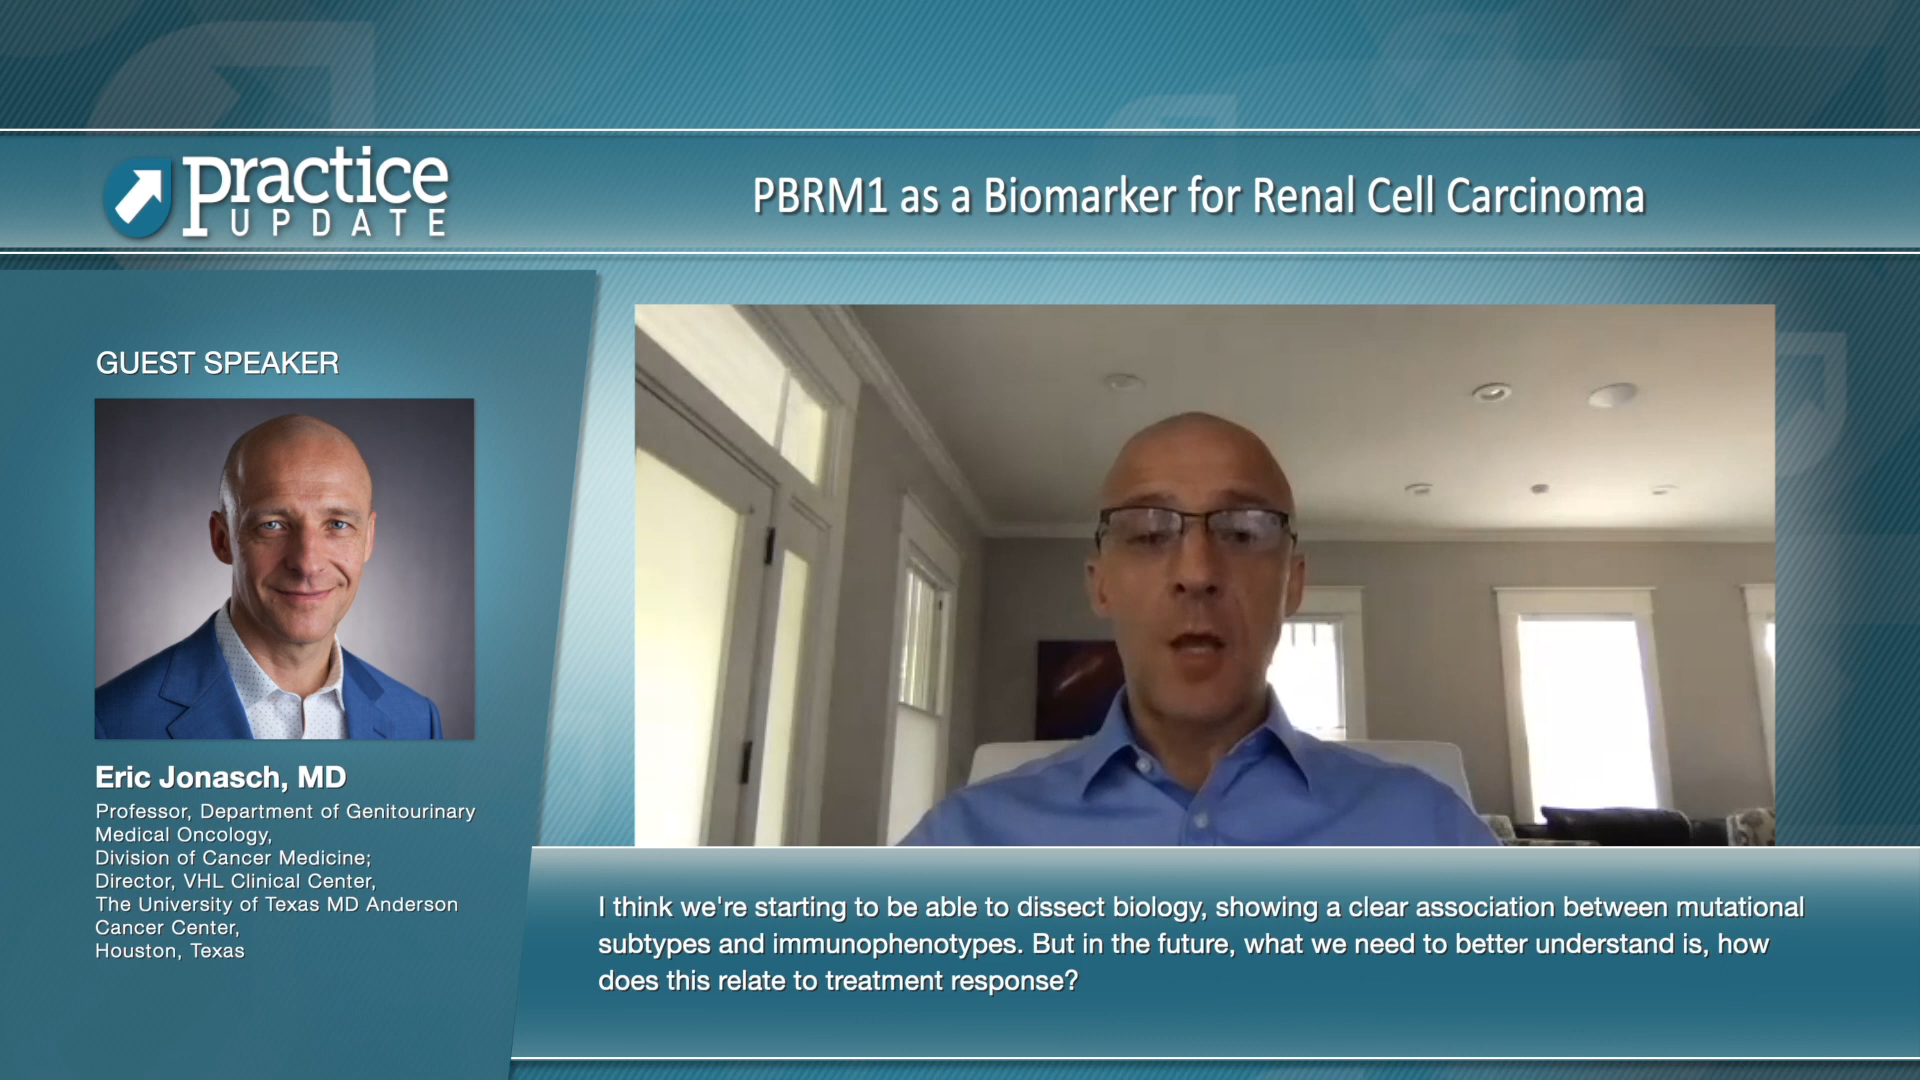 practice
UPDATE
PBRM1 as a Biomarker for Renal Cell Carcinoma
GUEST SPEAKER
Eric Jonasch, MD
Professor, Department of Genitourinary
Medical Oncology,
Division of Cancer Medicine;
Director, VHL Clinical Center,
The University of Texas MD Anderson
Cancer Center,
Houston, Texas
I think we're starting to be able to dissect biology, showing a clear association between mutational
subtypes and immunophenotypes. But in the future, what we need to better understand is, how
does this relate to treatment response?